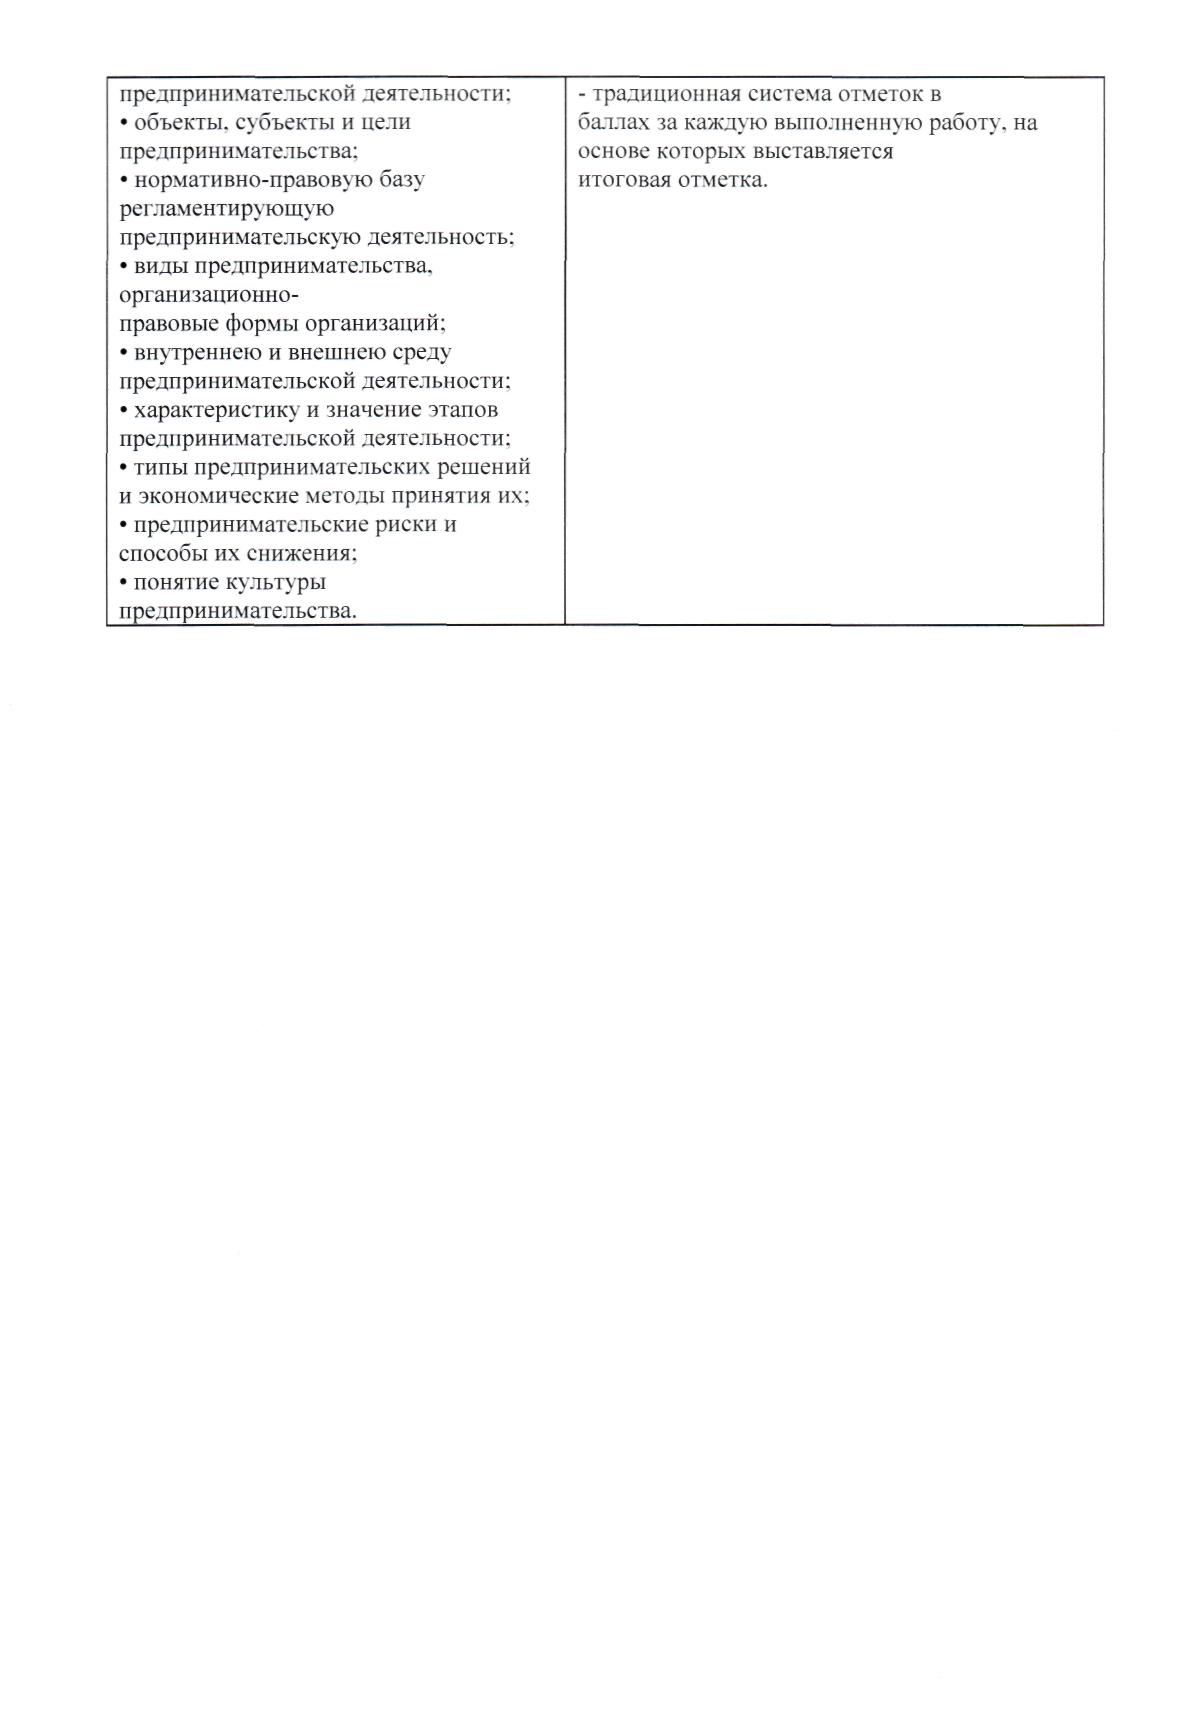 предпринимательской деятельности;
• объекты, субъекты и цели
предпринимательства;
• нормативно-правовую базу
регламентирующую
предпринимательскую деятельность;
• виды предпринимательства,
организационно-
правовые формы организаций;
• внутреннею и внешнею среду
предпринимательской деятельности;
• характеристику и значение этапов
предпринимательской деятельности;
• типы предпринимательских решений
и экономические методы принятия их;
• предпринимательские риски и
способы их снижения;
• понятие культуры
предпринимательства.
- традиционная система отметок в
баллах за каждую выполненную работу, на
основе которых выставляется
итоговая отметка.